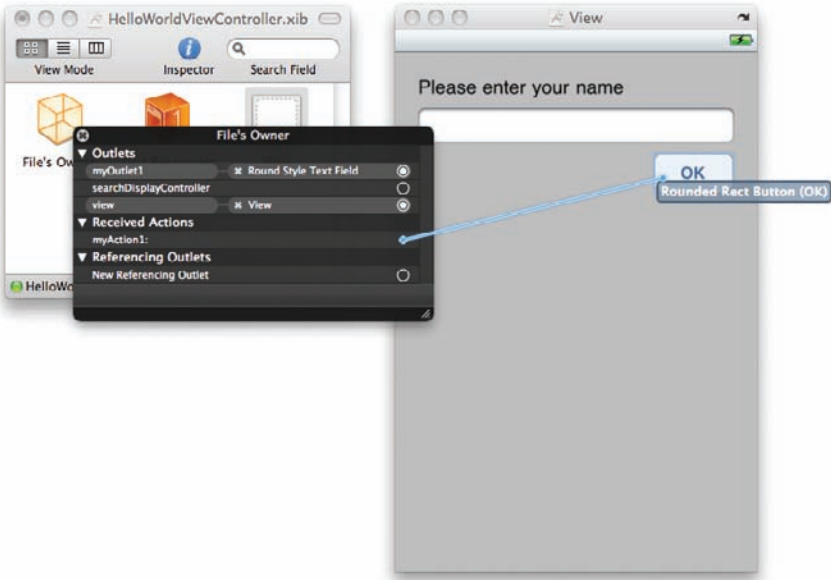 HelloWorldViewController.xib
View Mode
Inspector
Search Field
File's Ow
File's Owner
Outlets
myOutlet1
Round Style Text Field
searchDisplayController
view
View
Received Actions
myAction1:
Referencing Outlets
New Referencing Outlet
HelloWo
View
Please enter your name
OK
Rounded Rect Button (OK)